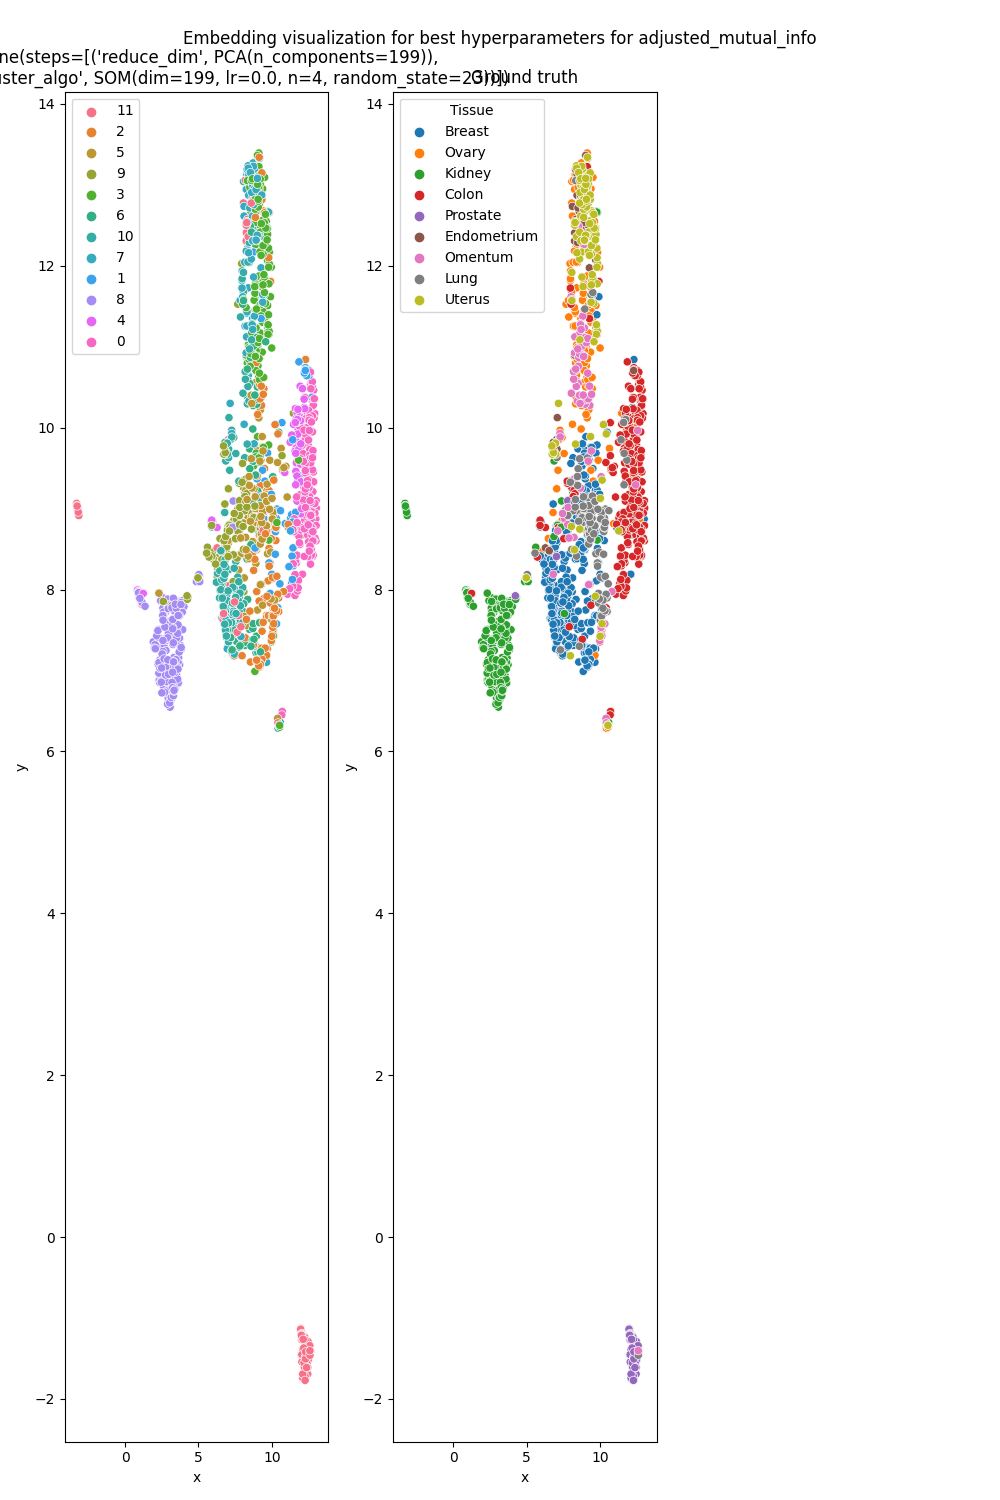 Embedding visualization for best hyperparameters for adjusted_mutual_info
ne(steps=[('reduce_dim', PCA(n_components=199)),
uster_algo', SOM(dim=199, lr=0.0, n=4, random_state=23))])
Ground truth
14
12
10
8
6
4
2
0
−2
y
0
5
10
x
11
2
5
9
3
6
10
7
1
8
4
0
14
12
10
8
6
4
2
0
−2
y
0
5
10
x
Tissue
Breast
Ovary
Kidney
Colon
Prostate
Endometrium
Omentum
Lung
Uterus